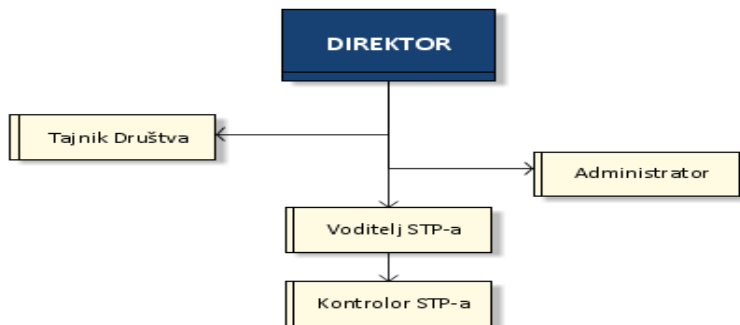 DIREKTOR
Tajnik Društva
Administrator
Voditelj STP-a
Kontrolor STP-a